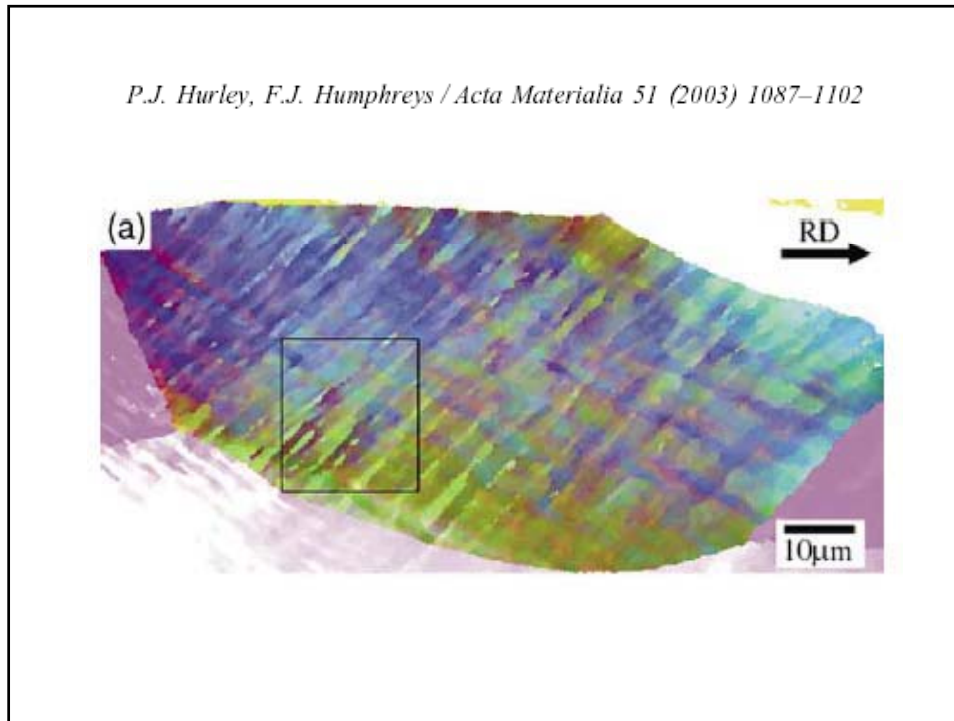 P.J. Hurley, F.J. Humphreys / Acta Materialia 51 (2003) 1087–1102
(a)
RD
10μm